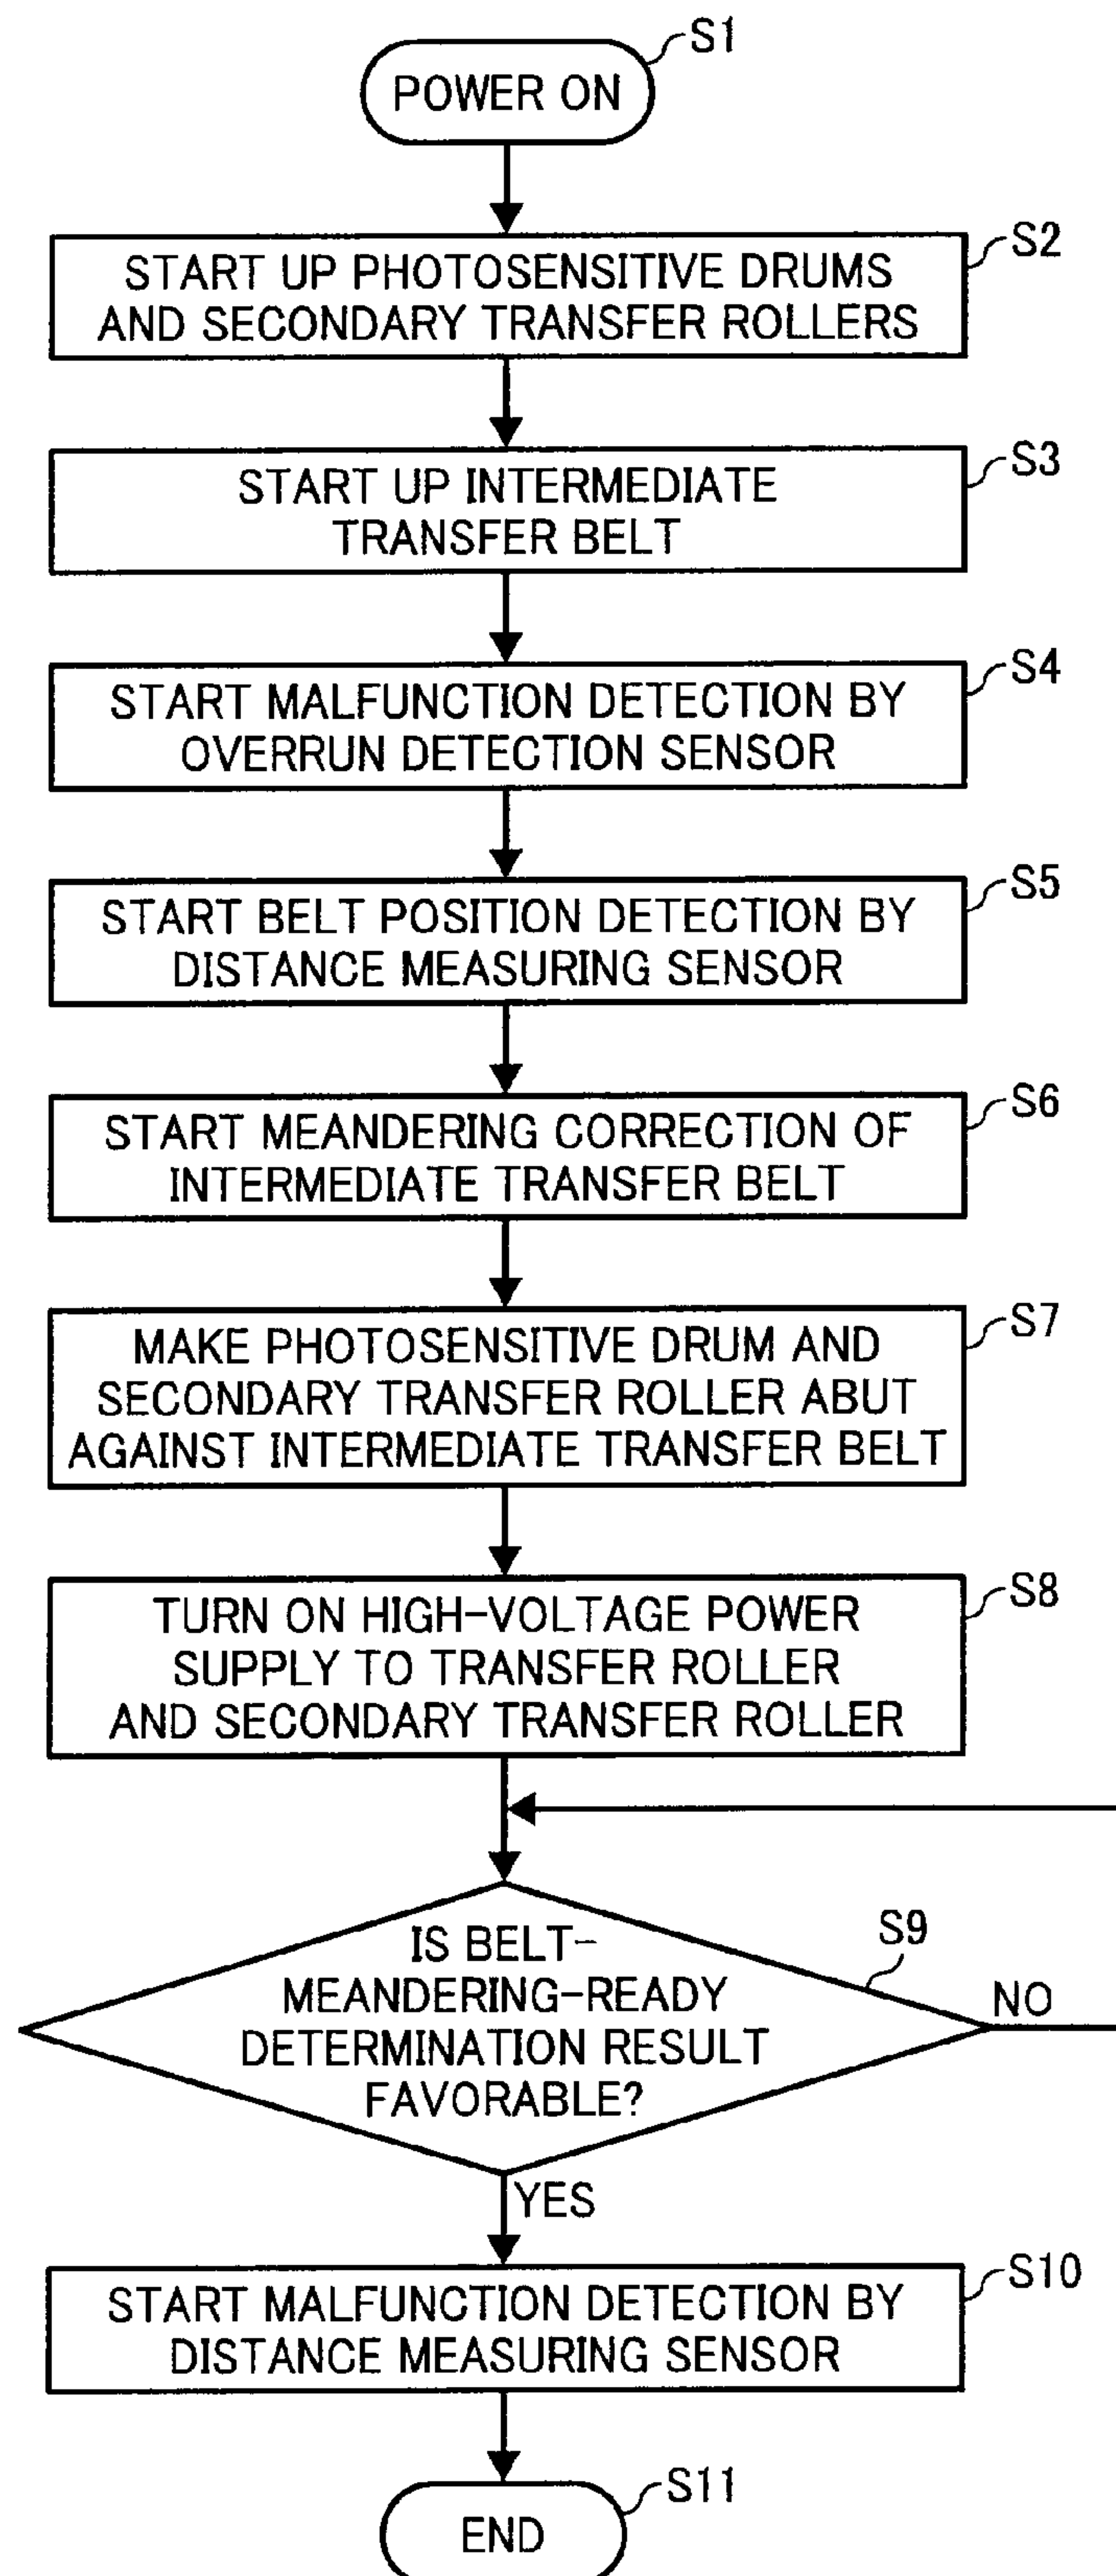 S1
POWER ON
S2
START UP PHOTOSENSITIVE DRUMS
AND SECONDARY TRANSFER ROLLERS
S3
START UP INTERMEDIATE
TRANSFER BELT
S4
START MALFUNCTION DETECTION BY
OVERRUN DETECTION SENSOR
S5
START BELT POSITION DETECTION BY
DISTANCE MEASURING SENSOR
S6
START MEANDERING CORRECTION OF
INTERMEDIATE TRANSFER BELT
S7
MAKE PHOTOSENSITIVE DRUM AND
SECONDARY TRANSFER ROLLER ABUT
AGAINST INTERMEDIATE TRANSFER BELT
S8
TURN ON HIGH-VOLTAGE POWER
SUPPLY TO TRANSFER ROLLER
AND SECONDARY TRANSFER ROLLER
S9
IS BELT-
MEANDERING-READY
DETERMINATION RESULT
FAVORABLE?
NO
YES
S10
START MALFUNCTION DETECTION BY
DISTANCE MEASURING SENSOR
S11
END